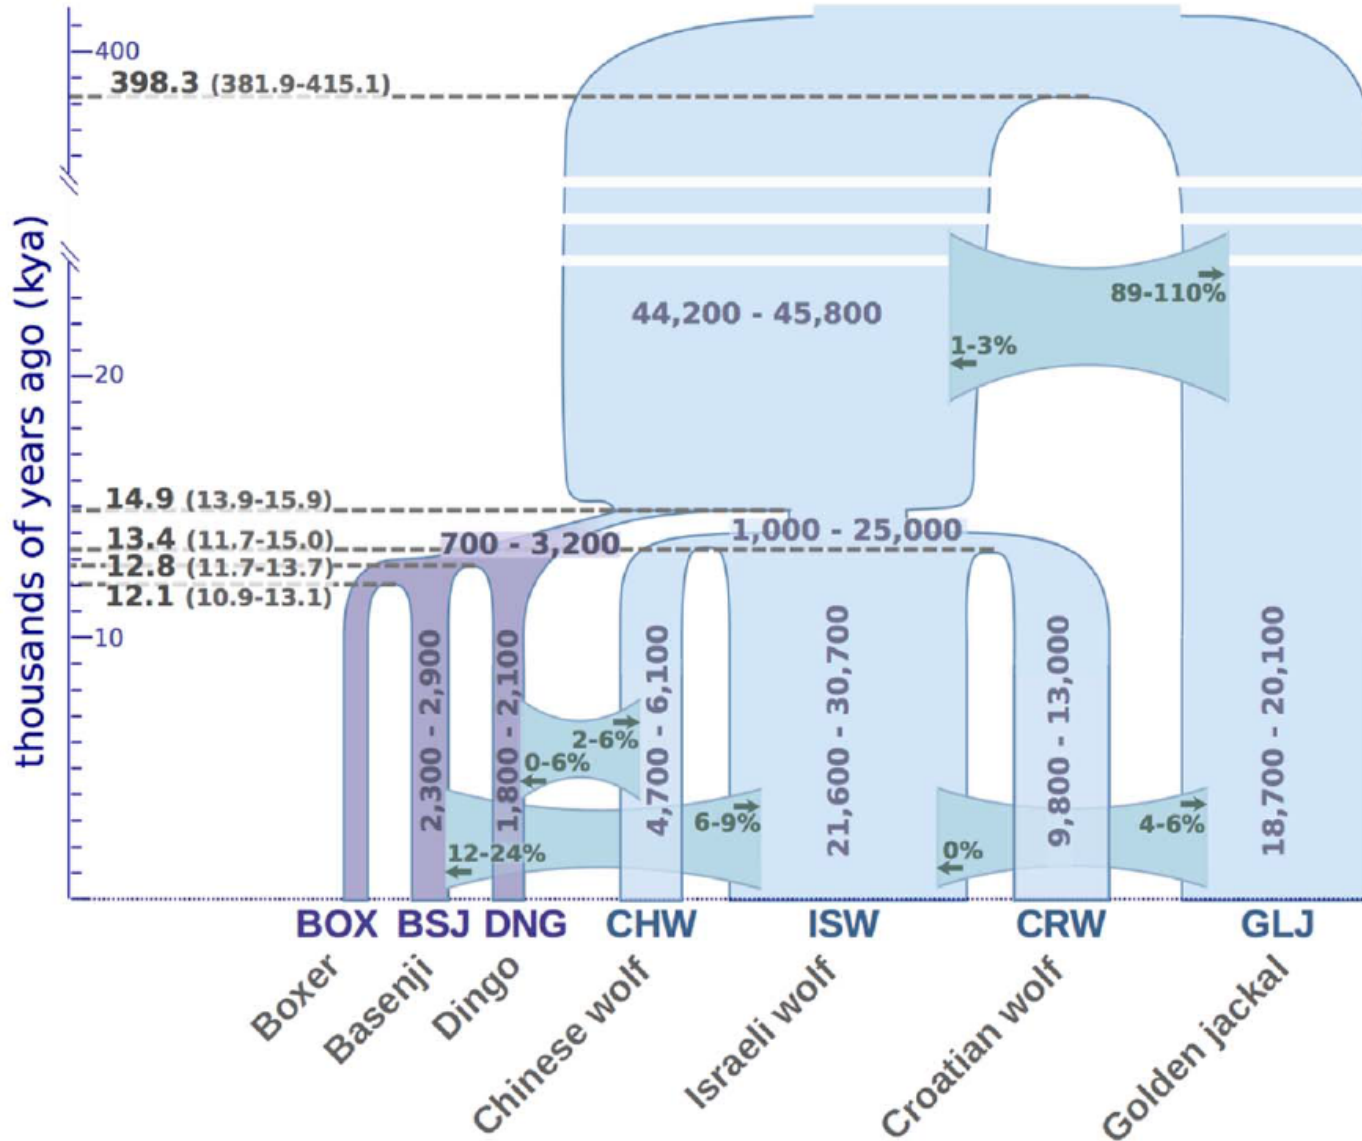 400
398.3 (381.9-415.1)
thousands of years ago (kya)
89-110%
44,200 - 45,800
1-3%
20
14.9 (13.9-15.9)
13.4 (11.7-15.0)
700 - 3,200
1,000 - 25,000
12.8 (11.7-13.7)
12.1 (10.9-13.1)
10
2,300 - 2,900
1,800 - 2,100
4,700 - 6,100
21,600 - 30,700
9,800 - 13,000
18,700 - 20,100
2-6%
0-6%
6-9%
4-6%
12-24%
0%
BOX BSJ DNG CHW ISW CRW GLJ
Boxer
Basenji
Dingo
Chinese wolf
Israeli wolf
Croatian wolf
Golden jackal